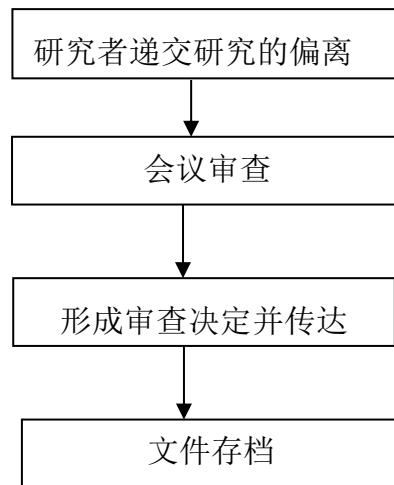 研究者递交研究的偏离
会议审查
形成审查决定并传达
文件存档